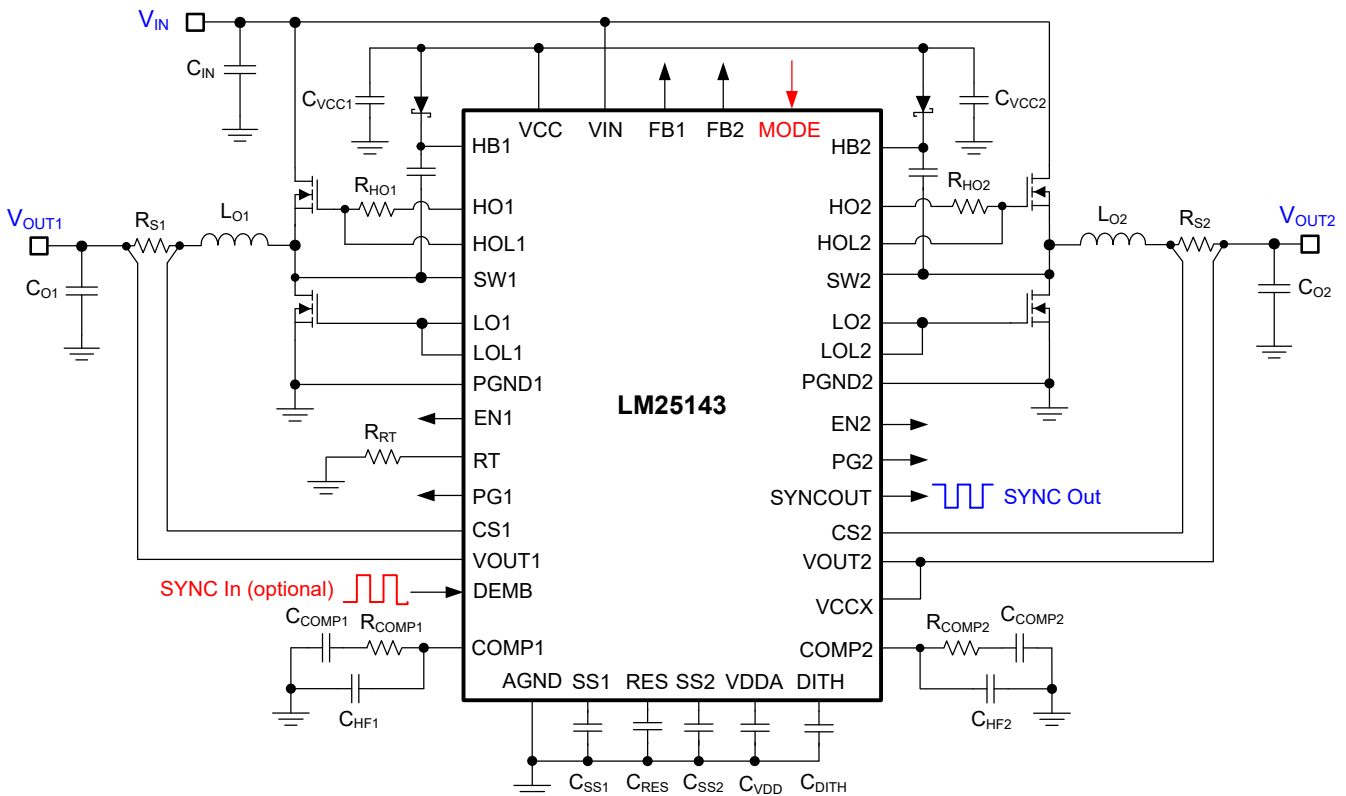 VIN
CIN
CVCC1
CVCC2
VCC VIN FB1 FB2 MODE
HB1
HB2
RHO1
RHO2
HO1
HO2
HOL1
HOL2
VOUT1
RS1
LO1
LO2
RS2
VOUT2
SW1
SW2
CO1
CO2
LO1
LO2
LOL1
LOL2
PGND1
PGND2
LM25143
EN1
EN2
RRT
RT
PG2
PG1
SYNCOUT
SYNC Out
CS1
CS2
VOUT1
VOUT2
SYNC In (optional)
DEMB
VCCX
CCOMP1
RCOMP1
RCOMP2
CCOMP2
COMP1
COMP2
CHF1
CHF2
AGND SS1 RES SS2 VDDA DITH
CSS1 CRES CSS2 CVDD CDITH